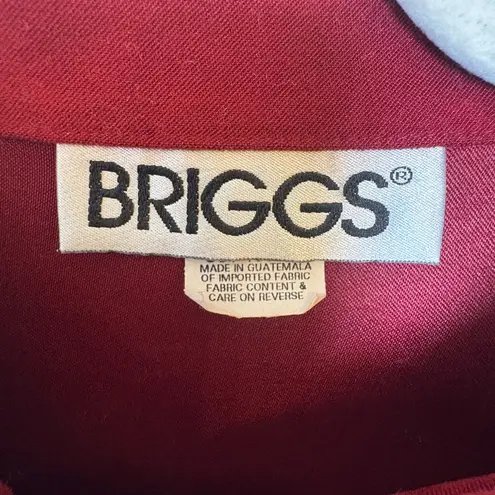 BRIGGS®
MADE IN GUATEMALA
OF IMPORTED FABRIC
FABRIC CONTENT &
CARE ON REVERSE